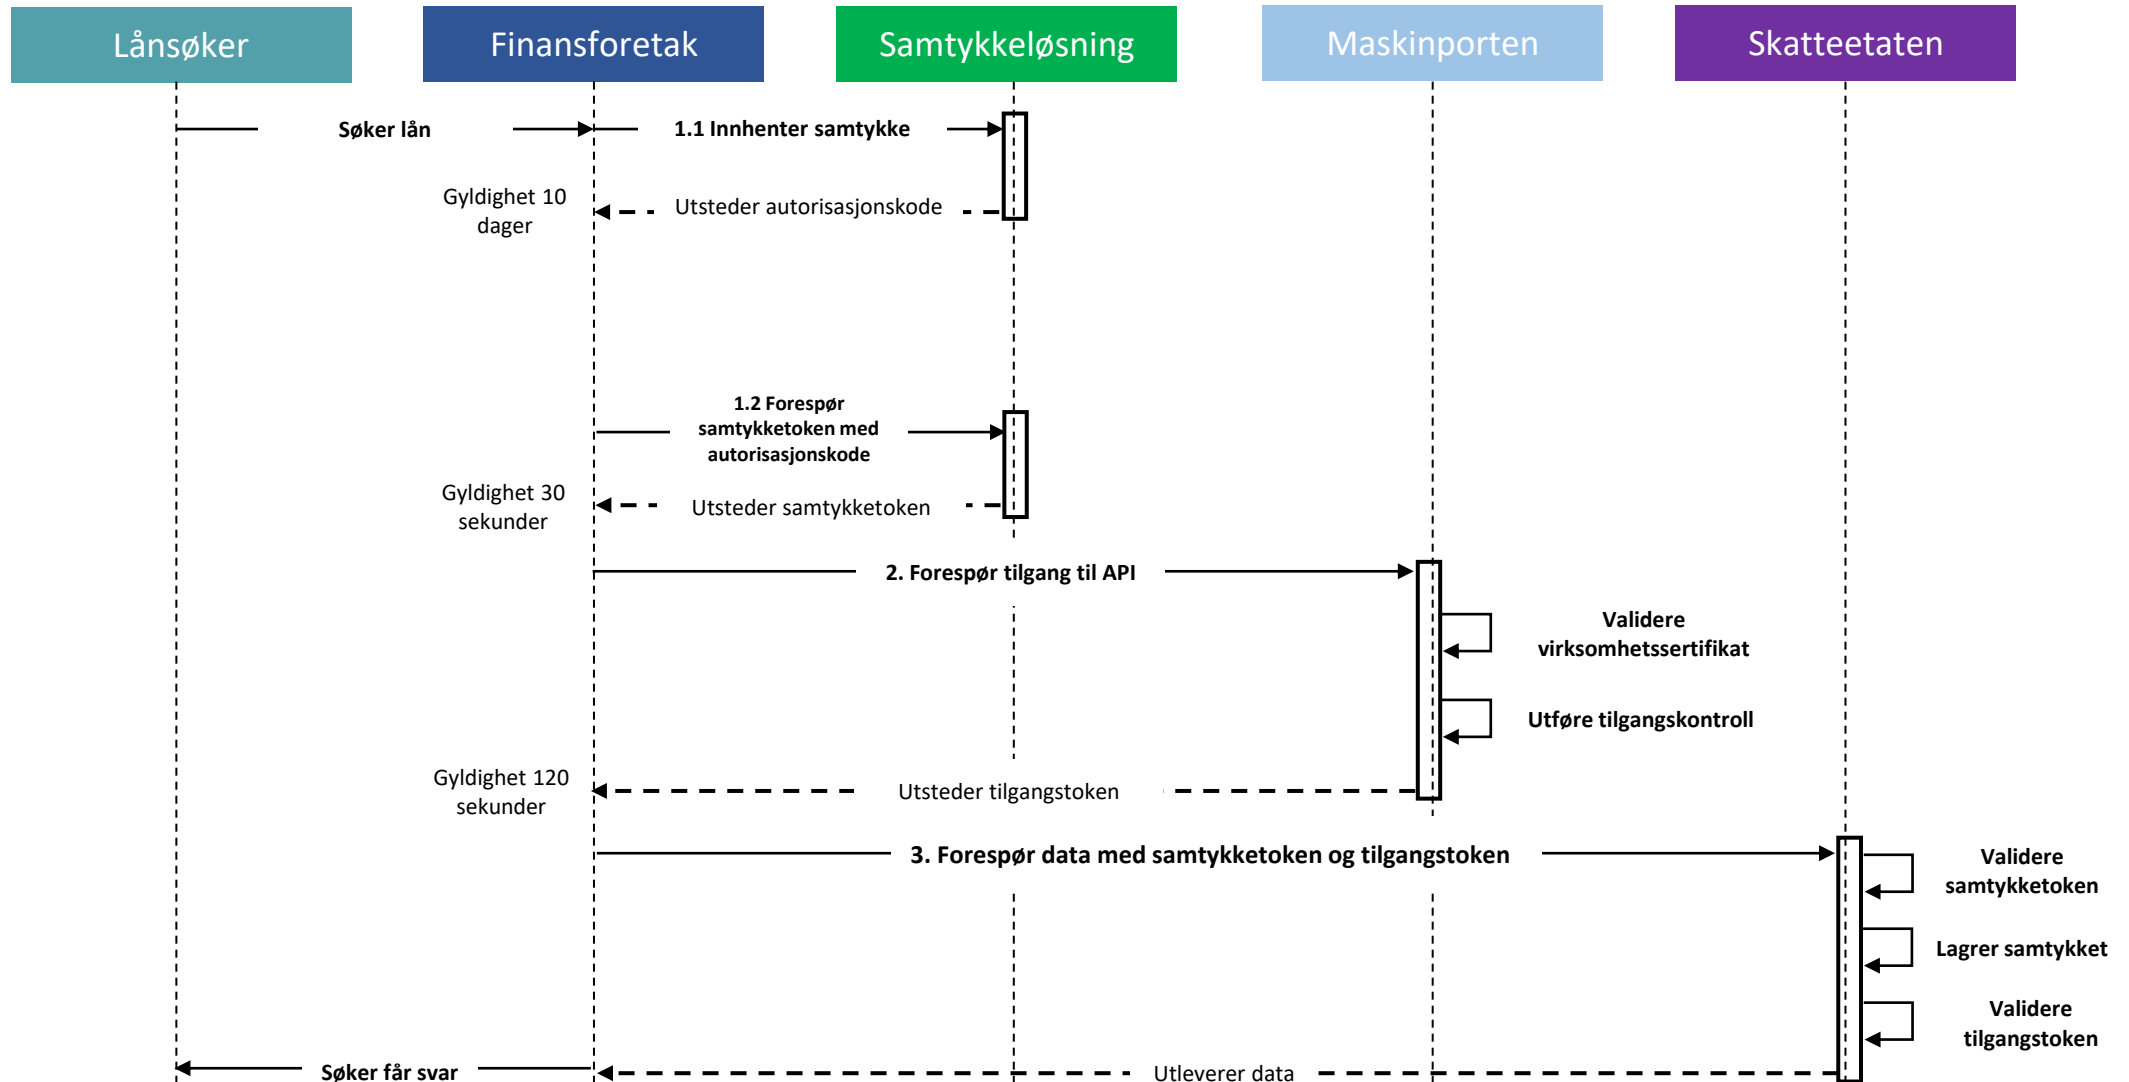 Lånsøker
Finansforetak
Samtykkeløsning
Maskinporten
Skatteetaten
Søker lån
1.1 Innhenter samtykke
Gyldighet 10
dager
Utsteder autorisasjonskode
1.2 Forespør
samtykketoken med
autorisasjonskode
Gyldighet 30
sekunder
Utsteder samtykketoken
2. Forespør tilgang til API
Validere
virksomhetssertifikat
Utføre tilgangskontroll
Gyldighet 120
sekunder
Utsteder tilgangstoken
3. Forespør data med samtykketoken og tilgangstoken
Validere
samtykketoken
Lagrer samtykket
Validere
tilgangstoken
Søker får svar
Utleverer data